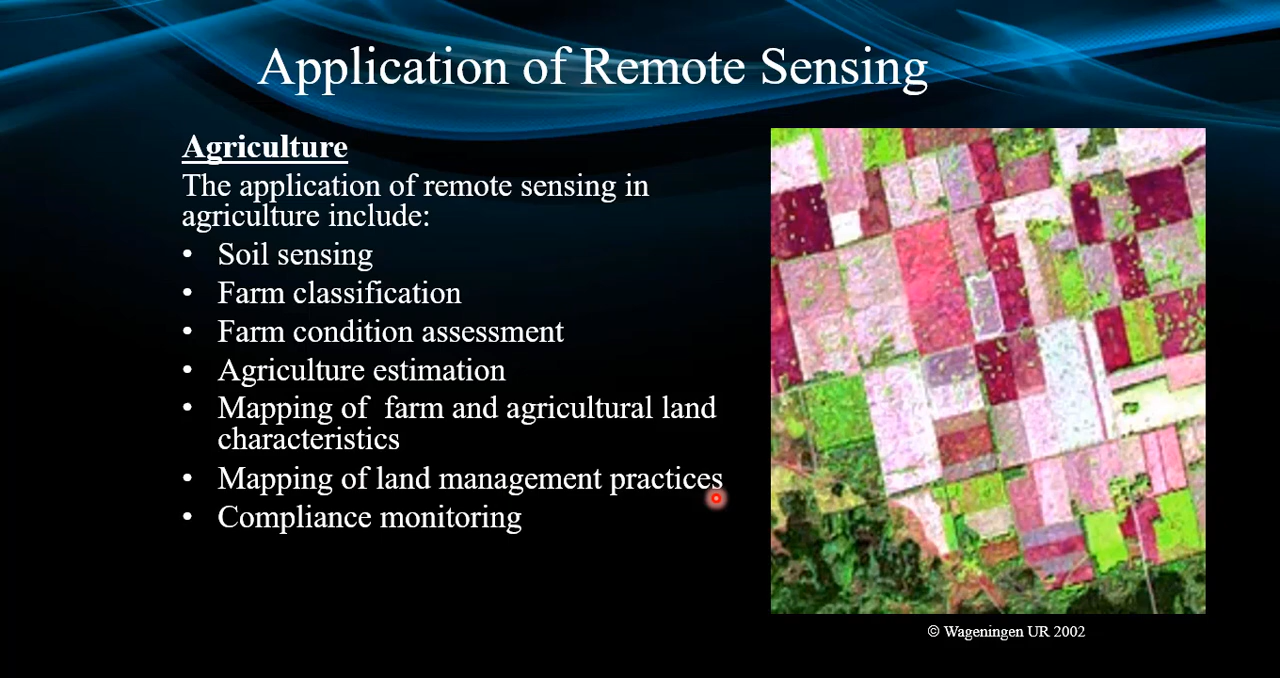 Application of Remote Sensing
Agriculture
The application of remote sensing in
agriculture include:
• Soil sensing
• Farm classification
• Farm condition assessment
• Agriculture estimation
• Mapping of  farm and agricultural land
characteristics
• Mapping of land management practices
• Compliance monitoring
© Wageningen UR 2002